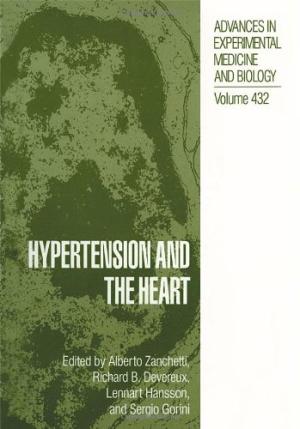 ADVANCES IN
EXPERIMENTAL
MEDICINE
AND BIOLOGY
Volume 432
HYPERTENSION AND
THE HEART
Edited by Alberto Zanchetti,
Richard B. Devereux,
Lennart Hansson,
and Sergio Gorini